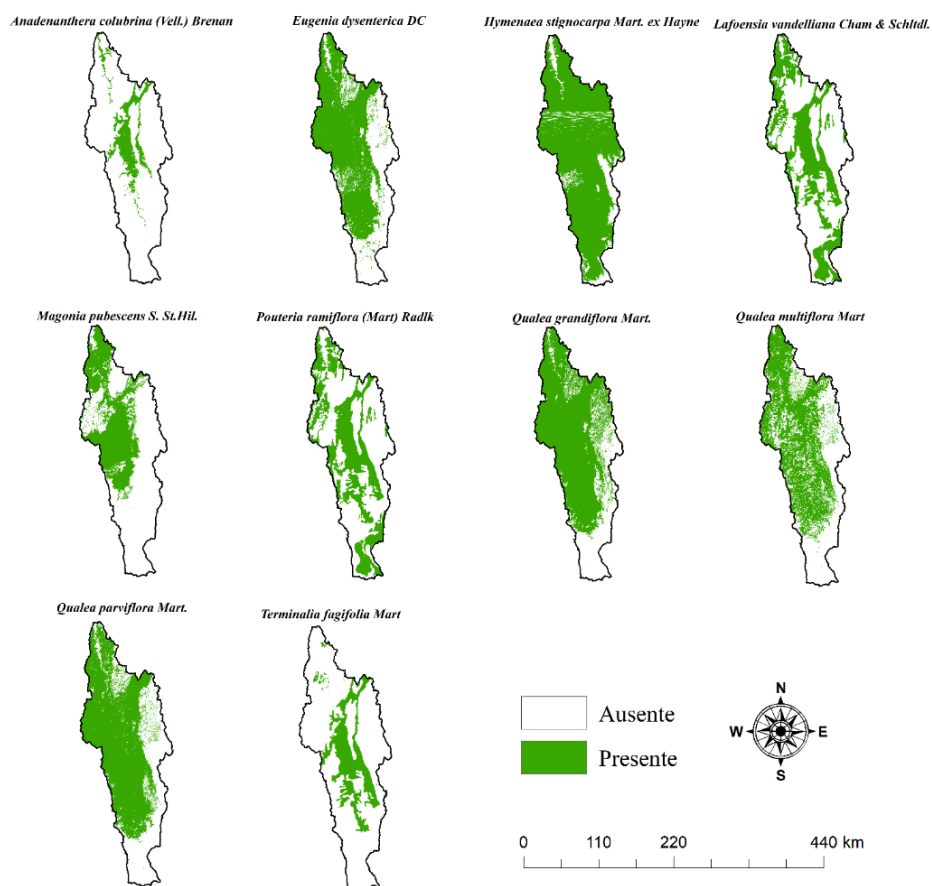 Anadenanthera colubrina (Vell.) Brenan
Eugenia dysenterica DC
Hymenaea stignocarpa Mart. ex Hayne
Lafoensia vandelliana Cham & Schltdl.
Magonia pubescens S. St.Hil.
Pouteria ramiflora (Mart) Radlk
Qualea grandiflora Mart.
Qualea multiflora Mart
Qualea parviflora Mart.
Terminalia fagifolia Mart
Ausente
Presente
N
W
E
S
0 110 220 440 km